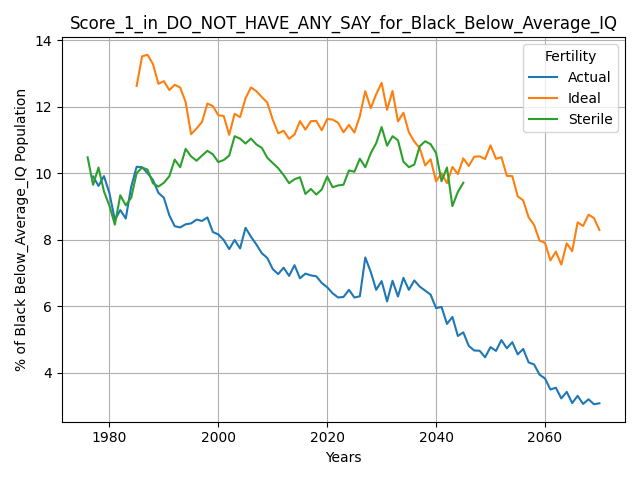 Score_1_in_DO_NOT_HAVE_ANY_SAY_for_Black_Below_Average_IQ
% of Black Below_Average_IQ Population
14
12
10
8
6
4
Fertility
Actual
Ideal
Sterile
1980 2000 2020 2040 2060
Years